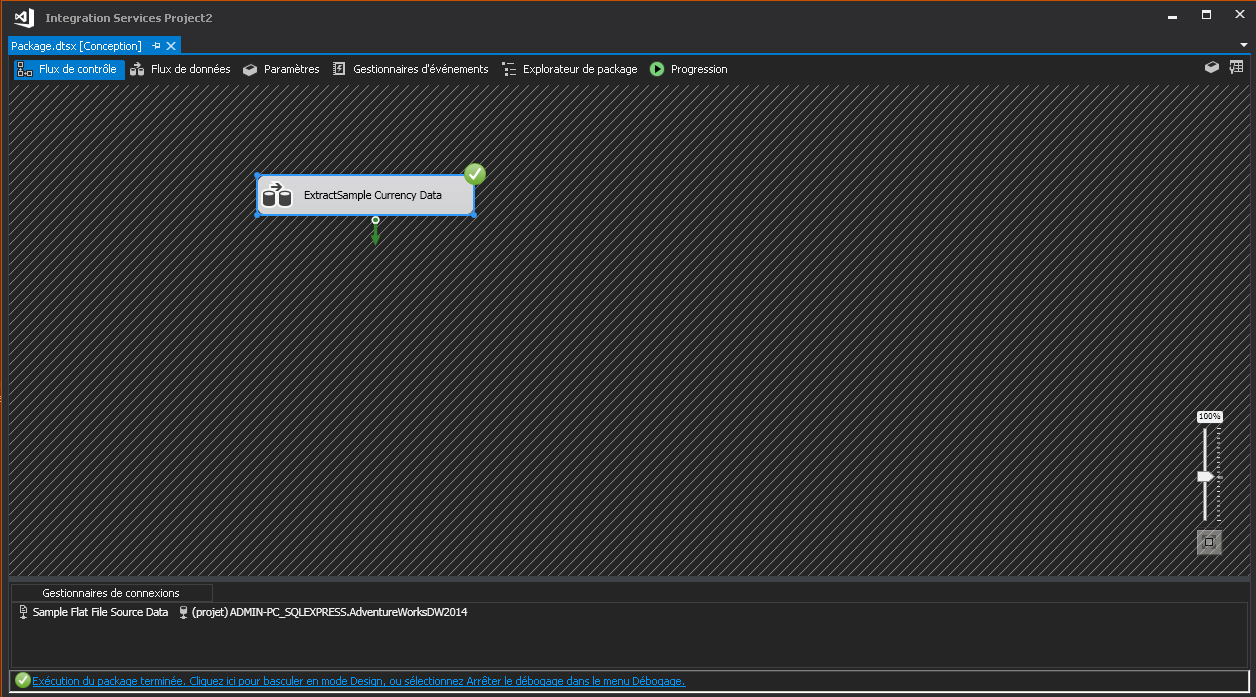 Integration Services Project2
Package.dtsx [Conception]
Flux de contrôle Flux de données Paramètres Gestionnaires d'événements Explorateur de package Progression
ExtractSample Currency Data
100%
Gestionnaires de connexions
Sample Flat File Source Data (projet) ADMIN-PC_SQLEXPRESS.AdventureWorksDW2014
Exécution du package terminée. Cliquez ici pour basculer en mode Design, ou sélectionnez Arrêter le débogage dans le menu Débogage.